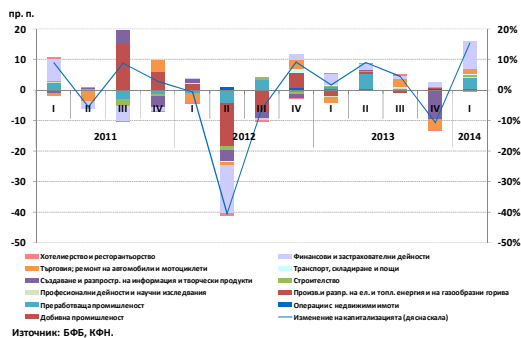 пр. п.
20 20%
10 10%
0 0%
-10 -10%
-20 -20%
-30 -30%
-40 -40%
-50 -50%
I II III IV I II III IV I II III IV I
2011 2012 2013 2014
Хотелиерство и ресторантьорство
Финансови и застрахователни дейности
Търговия; ремонт на автомобили и мотоциклети
Транспорт, складиране и пощи
Създаване и разпростр. на информация и творчески продукти
Строителство
Професионални дейности и научни изследвания
Произв.и разпр. на ел. и топл. енергия и на газообразни горива
Преработваща промишленост
Операции с недвижими имоти
Добивна промишленост
Изменение на капитализацията (дясна скала)
Източник: БФБ, КФН.